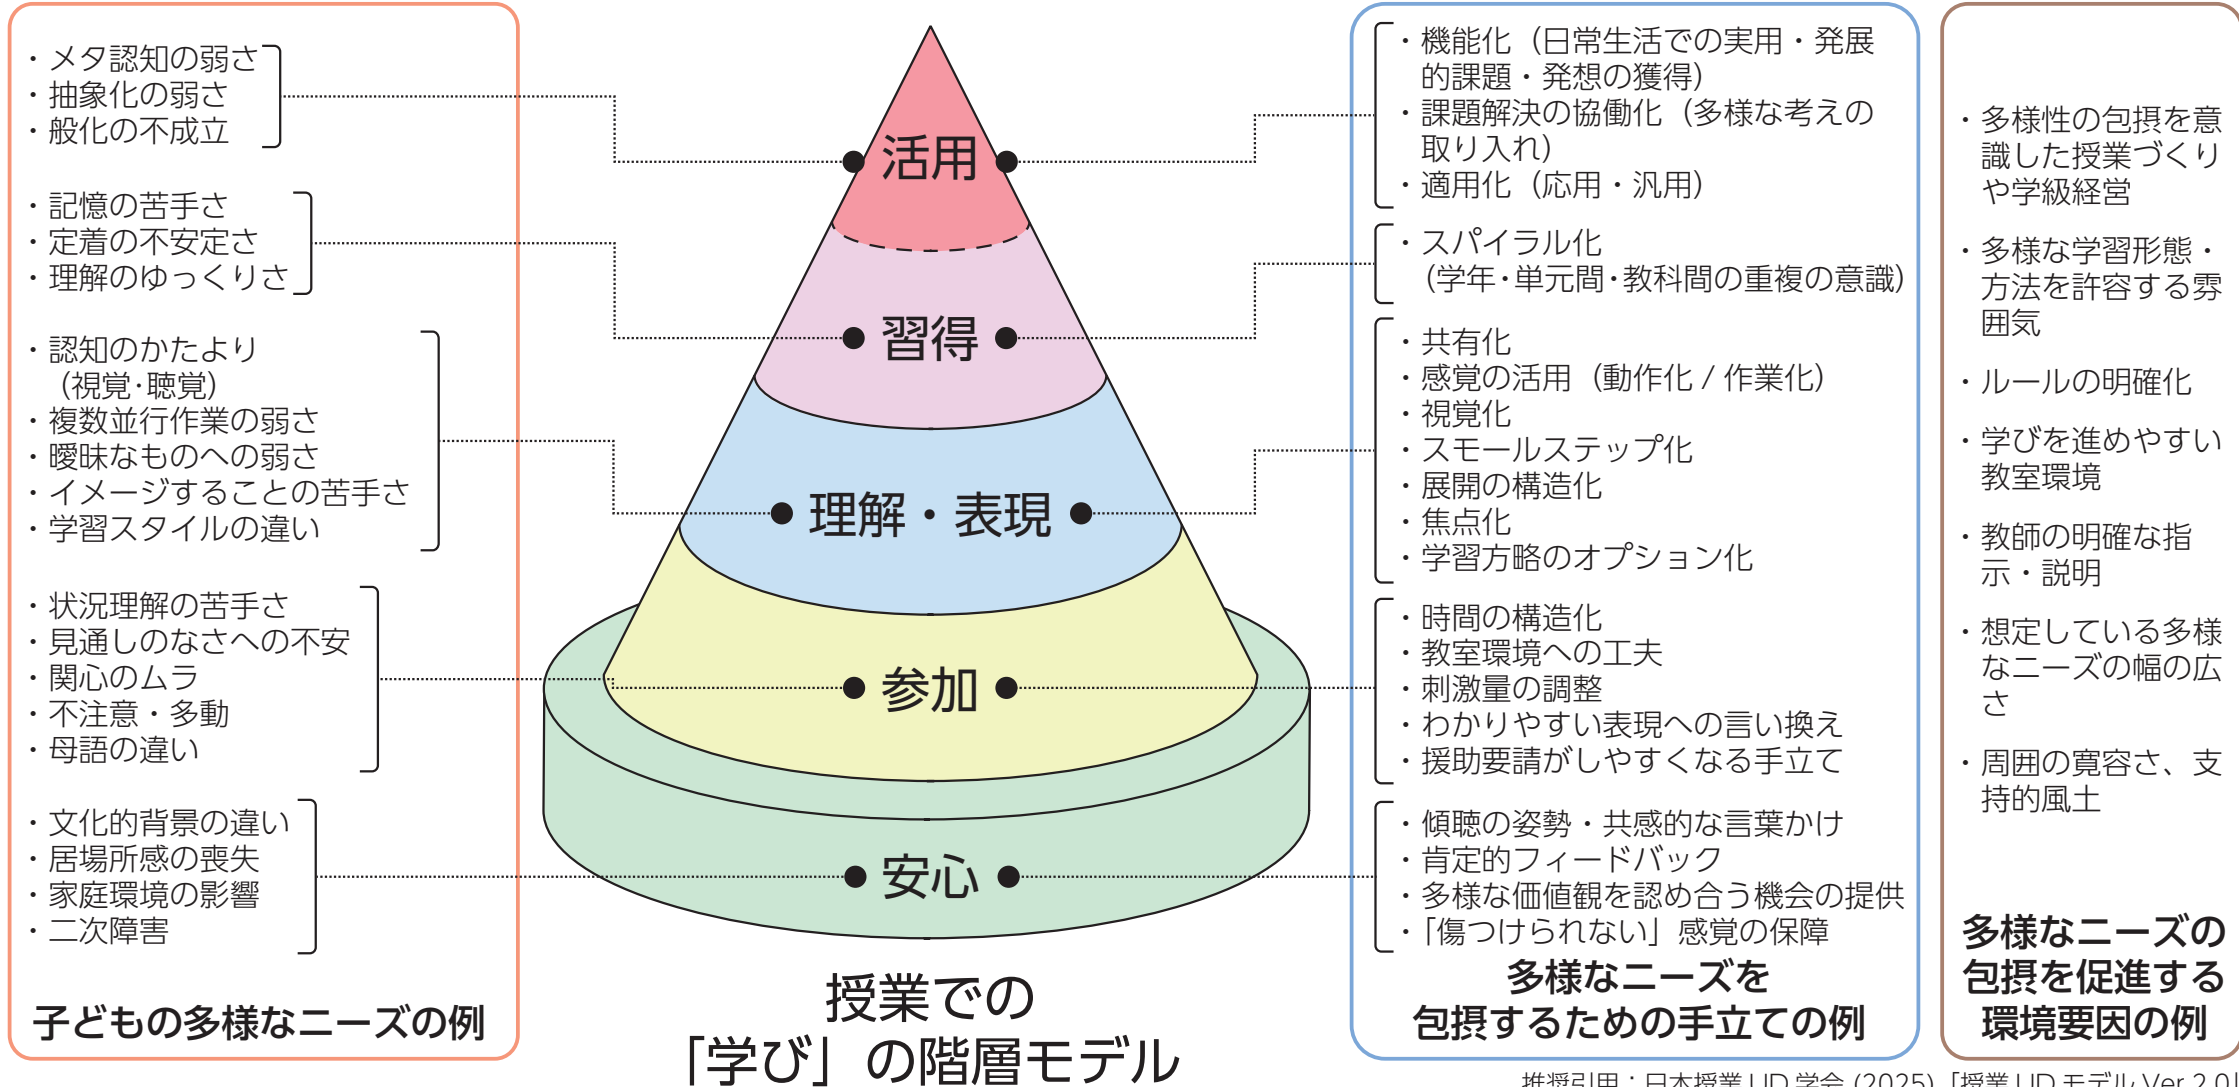 ・メタ認知の弱さ
・抽象化の弱さ
・般化の不成立
・記憶の苦手さ
・定着の不安定さ
・理解のゆっくりさ
・認知のかたより
（視覚・聴覚）
・複数並行作業の弱さ
・曖昧なものへの弱さ
・イメージすることの苦手さ
・学習スタイルの違い
・状況理解の苦手さ
・見通しのなさへの不安
・関心のムラ
・不注意・多動
・母語の違い
・文化的背景の違い
・居場所感の喪失
・家庭環境の影響
・二次障害
子どもの多様なニーズの例
活用
習得
理解・表現
参加
安心
授業での
「学び」の階層モデル
・機能化（日常生活での実用・発展
的課題・発想の獲得）
・課題解決の協働化（多様な考えの
取り入れ）
・適用化（応用・汎用）
・スパイラル化
（学年・単元間・教科間の重複の意識）
・共有化
・感覚の活用（動作化 / 作業化）
・視覚化
・スモールステップ化
・展開の構造化
・焦点化
・学習方略のオプション化
・時間の構造化
・教室環境への工夫
・刺激量の調整
・わかりやすい表現への言い換え
・援助要請がしやすくなる手立て
・傾聴の姿勢・共感的な言葉かけ
・肯定的フィードバック
・多様な価値観を認め合う機会の提供
・「傷つけられない」感覚の保障
多様なニーズを
包摂するための手立ての例
・多様性の包摂を意
識した授業づくり
や学級経営
・多様な学習形態・
方法を許容する雰
囲気
・ルールの明確化
・学びを進めやすい
教室環境
・教師の明確な指
示・説明
・想定している多様
なニーズの幅の広
さ
・周囲の寛容さ、支
持的風土
多様なニーズの
包摂を促進する
環境要因の例
推奨引用：日本授業 UD 学会 (2025)「授業 UD モデル Ver.2.0」